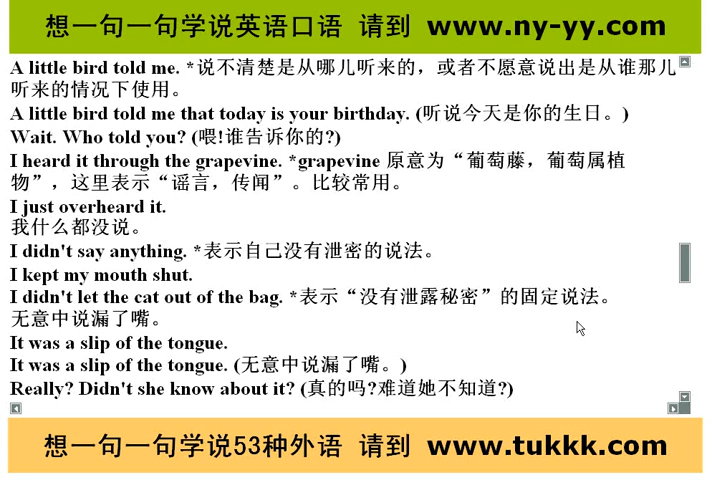 想一句一句学说英语口语 请到 www.ny-yy.com
A little bird told me. *说不清楚是从哪儿听来的，或者不愿意说出是从谁那儿
听来的情况下使用。
A little bird told me that today is your birthday. (听说今天是你的生日。)
Wait. Who told you? (喂!谁告诉你的?)
I heard it through the grapevine. *grapevine 原意为“葡萄藤，葡萄属植
物”，这里表示“谣言，传闻”。比较常用。
I just overheard it.
我什么都没说。
I didn't say anything. *表示自己没有泄密的说法。
I kept my mouth shut.
I didn't let the cat out of the bag. *表示“没有泄露秘密”的固定说法。
无意中说漏了嘴。
It was a slip of the tongue.
It was a slip of the tongue. (无意中说漏了嘴。)
Really? Didn't she know about it? (真的吗?难道她不知道?)
想一句一句学说53种外语 请到 www.tukkk.com